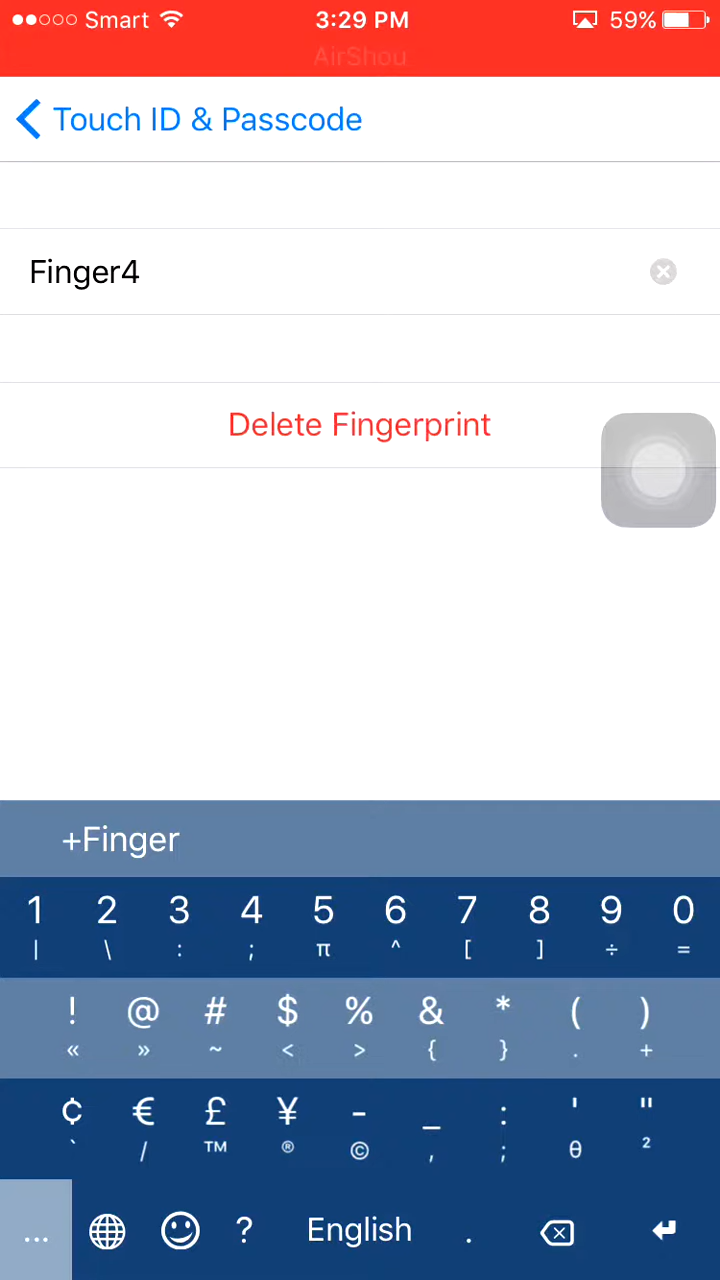 Smart 3:29 PM 59%
AirShou
Touch ID & Passcode
Finger4
Delete Fingerprint
+Finger
1 2 3 4 5 6 7 8 9 0
| \ : ; π ^ [ ] ÷ =
! @ # $ % & * ( )
« » ~ < > { } . +
¢ € £ ¥ - _ : ' "
` / ™ ® © , ; θ ²
... ? English .